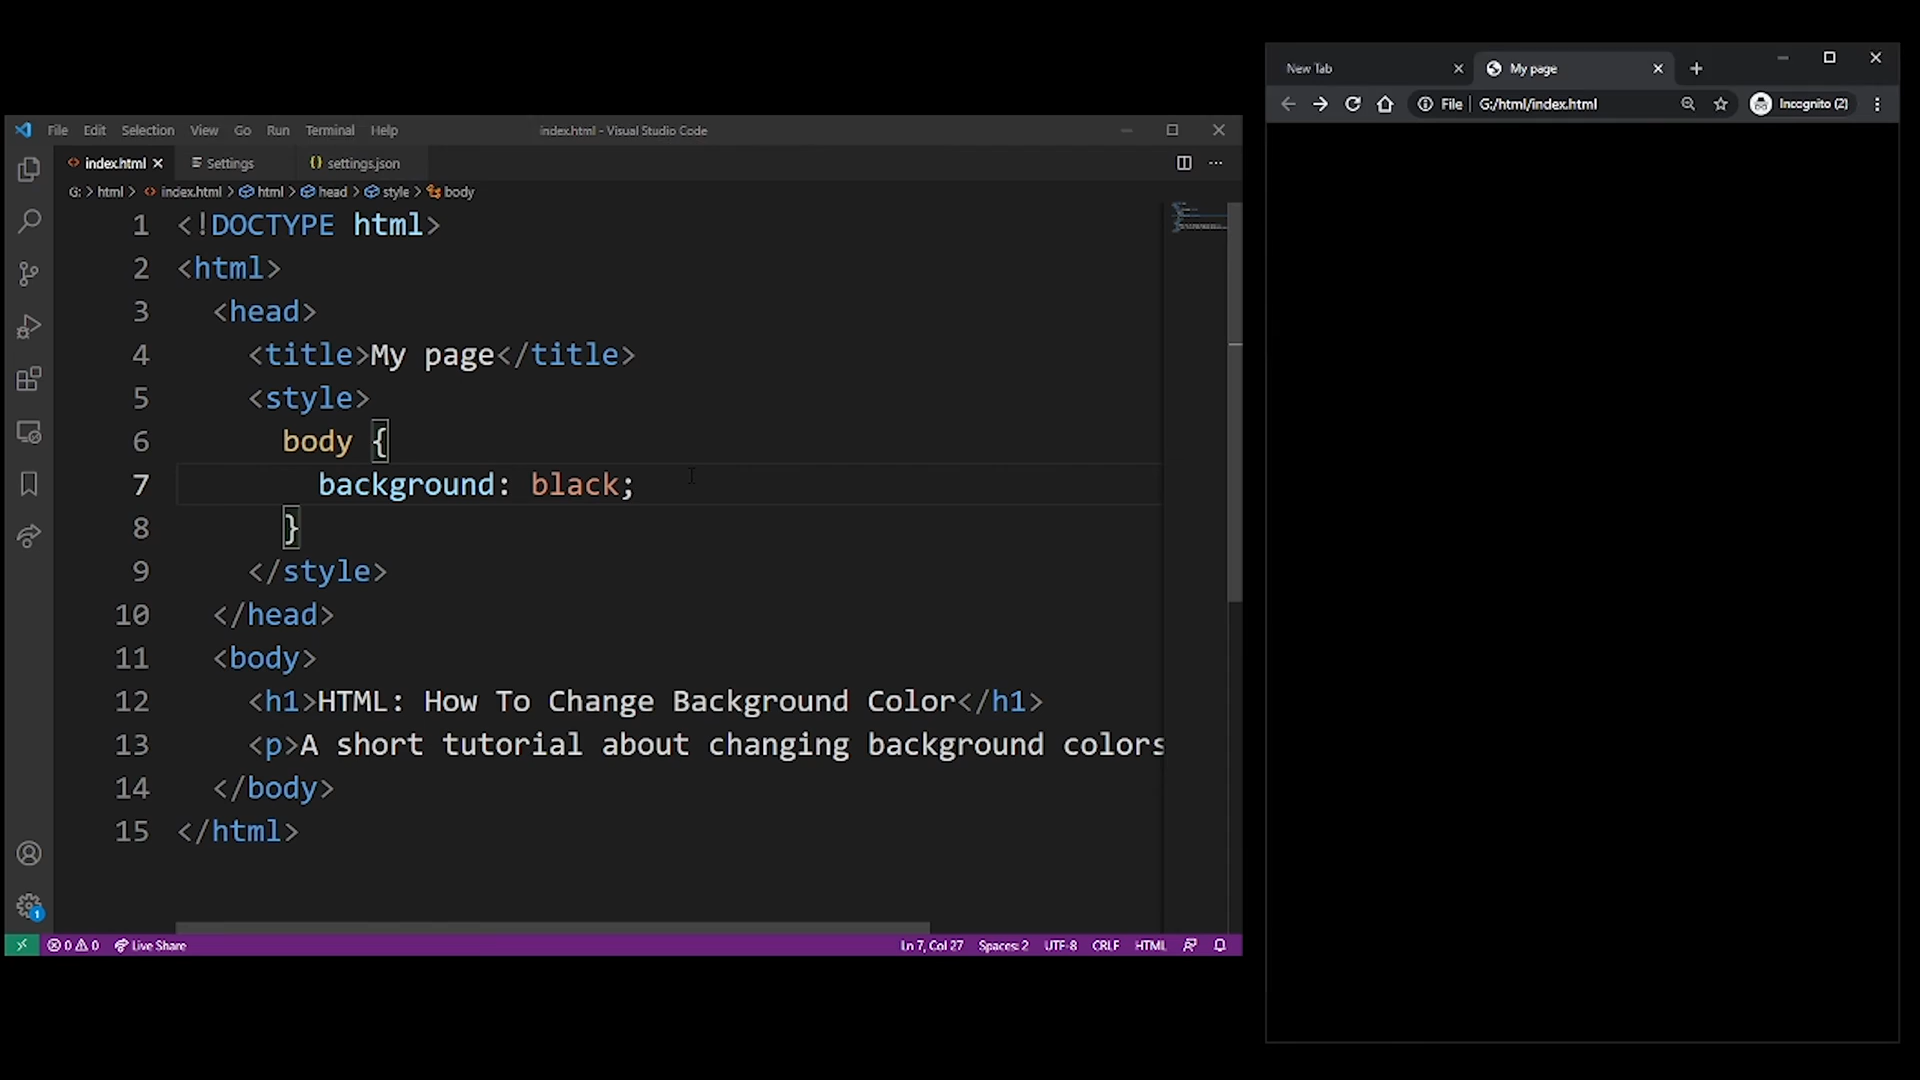 File Edit Selection View Go Run Terminal Help index.html - Visual Studio Code
index.html Settings settings.json
G: > html > index.html > html > head > style > body
1 <!DOCTYPE html>
2 <html>
3 <head>
4 <title>My page</title>
5 <style>
6 body {
7 background: black;
8 }
9 </style>
10 </head>
11 <body>
12 <h1>HTML: How To Change Background Color</h1>
13 <p>A short tutorial about changing background colors
14 </body>
15 </html>
1
0 0 Live Share Ln 7, Col 27 Spaces: 2 UTF-8 CRLF HTML
New Tab My page
File G:/html/index.html Incognito (2)